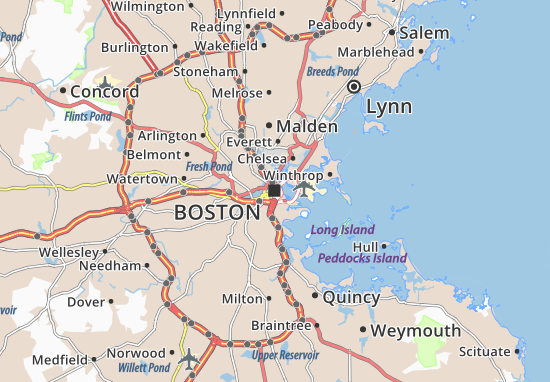 Wilmington
Lynnfield
Reading
Peabody
Salem
Burlington
Wakefield
Marblehead
Stoneham
Breeds Pond
Concord
Melrose
Lynn
Flints Pond
Malden
Arlington
Everett
Belmont
Chelsea
Fresh Pond
Winthrop
Watertown
BOSTON
Long Island
Wellesley
Hull
Needham
Peddocks Island
Dover
Milton
Quincy
voir
Braintree
Weymouth
Medfield
Norwood
Willett Pond
Upper Reservoir
Scituate